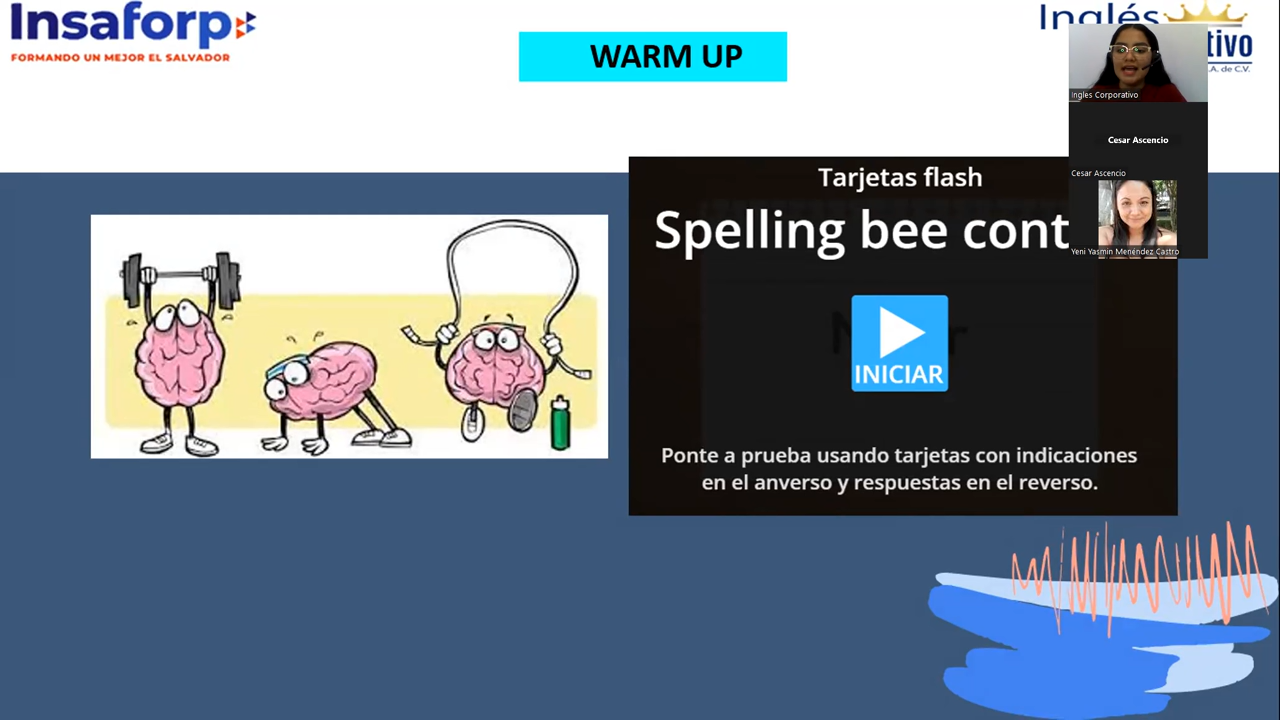 Insaforp
FORMANDO UN MEJOR EL SALVADOR
WARM UP
Inglés
tivo
.A. de C.V.
Ingles Corporativo
Cesar Ascencio
Cesar Ascencio
Yeni Yasmin Menéndez Castro
Tarjetas flash
Spelling bee cont
INICIAR
Ponte a prueba usando tarjetas con indicaciones
en el anverso y respuestas en el reverso.